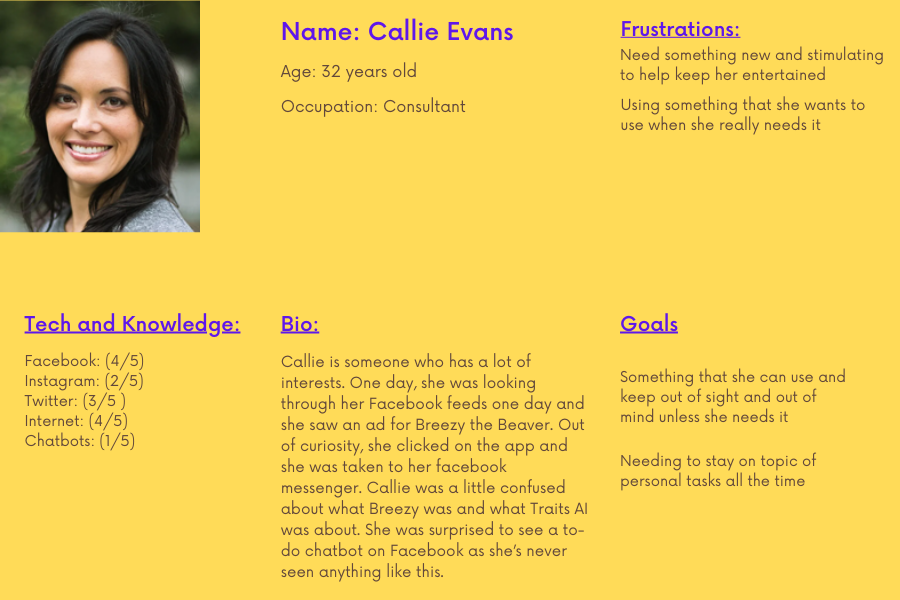 Name: Callie Evans
Age: 32 years old
Occupation: Consultant
Frustrations:
Need something new and stimulating
to help keep her entertained
Using something that she wants to
use when she really needs it
Tech and Knowledge:
Facebook: (4/5)
Instagram: (2/5)
Twitter: (3/5 )
Internet: (4/5)
Chatbots: (1/5)
Bio:
Callie is someone who has a lot of
interests. One day, she was looking
through her Facebook feeds one day and
she saw an ad for Breezy the Beaver. Out
of curiosity, she clicked on the app and
she was taken to her facebook
messenger. Callie was a little confused
about what Breezy was and what Traits AI
was about. She was surprised to see a to-
do chatbot on Facebook as she's never
seen anything like this.
Goals
Something that she can use and
keep out of sight and out of
mind unless she needs it
Needing to stay on topic of
personal tasks all the time